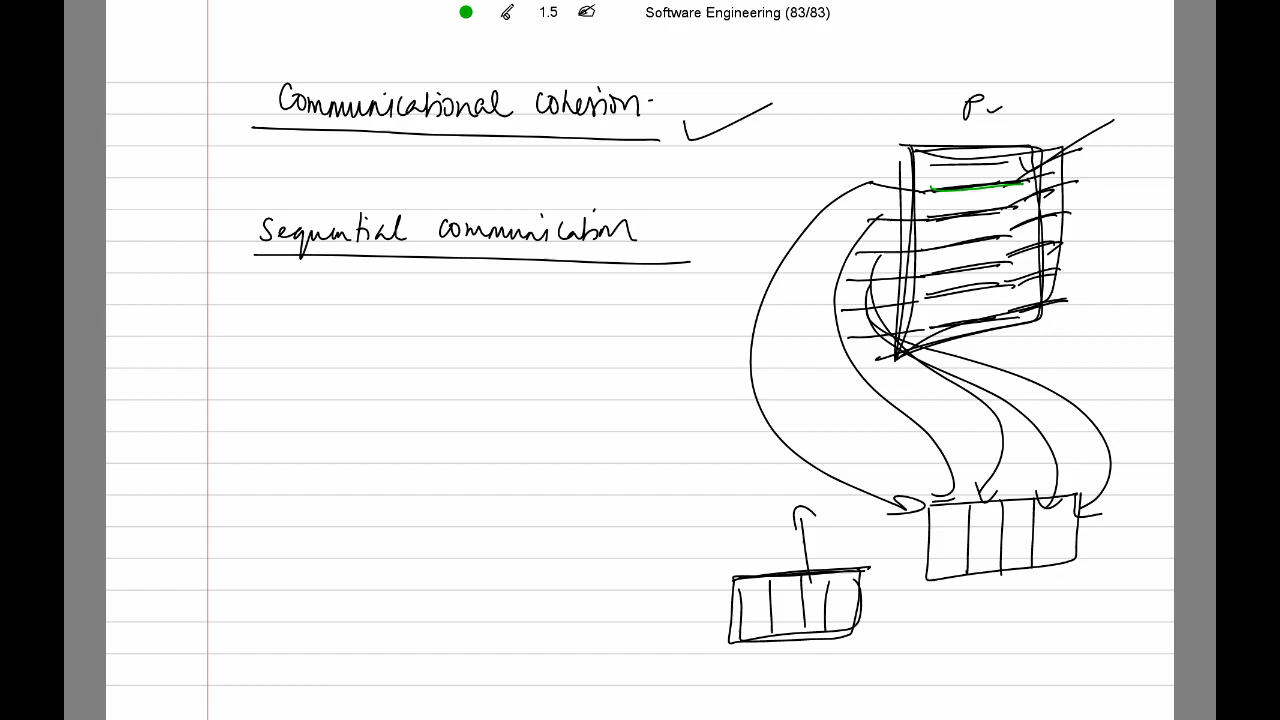 1.5 Software Engineering (83/83)
Communicational cohesion.
Sequential communication